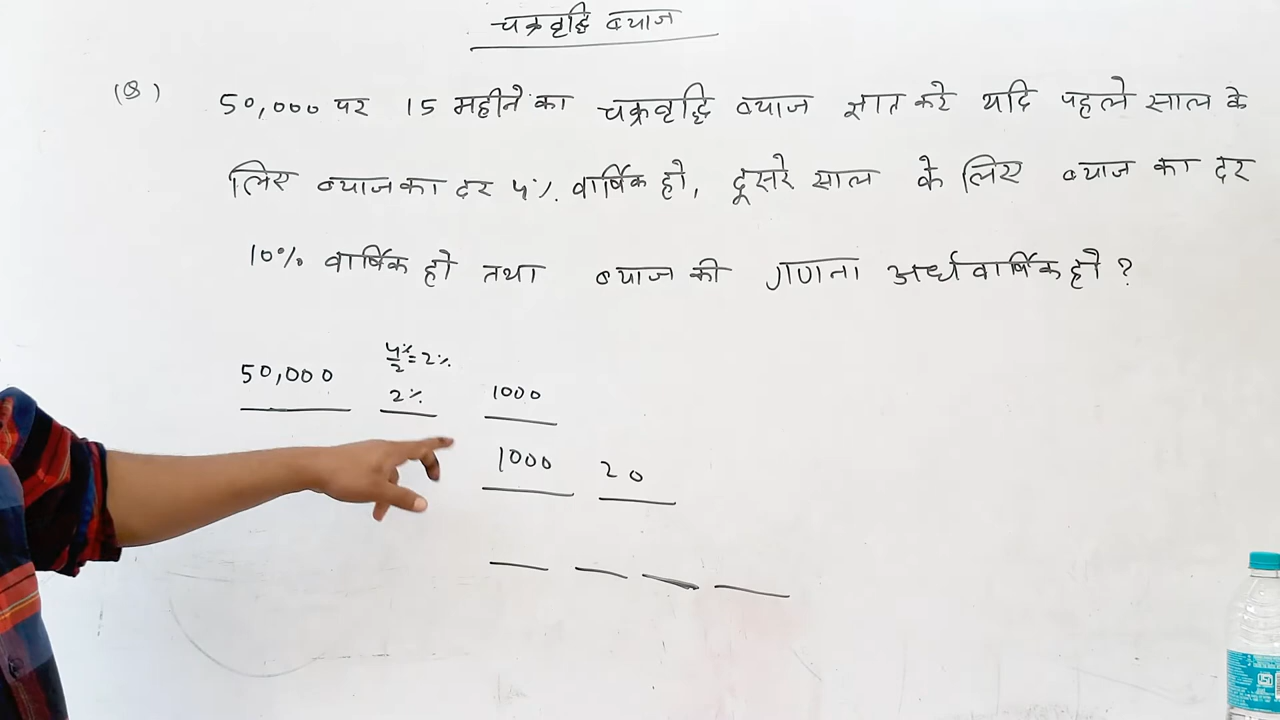 चक्रवृद्धि ब्याज
(Q) 50,000 पर 15 महीने का चक्रवृद्धि ब्याज ज्ञात करे यदि पहले साल के
लिए ब्याज का दर 4% वार्षिक हो, दूसरे साल के लिए ब्याज का दर
10% वार्षिक हो तथा ब्याज की गणना अर्धवार्षिक हो ?
4%/2 = 2%
50,000 2% 1000
1000 20